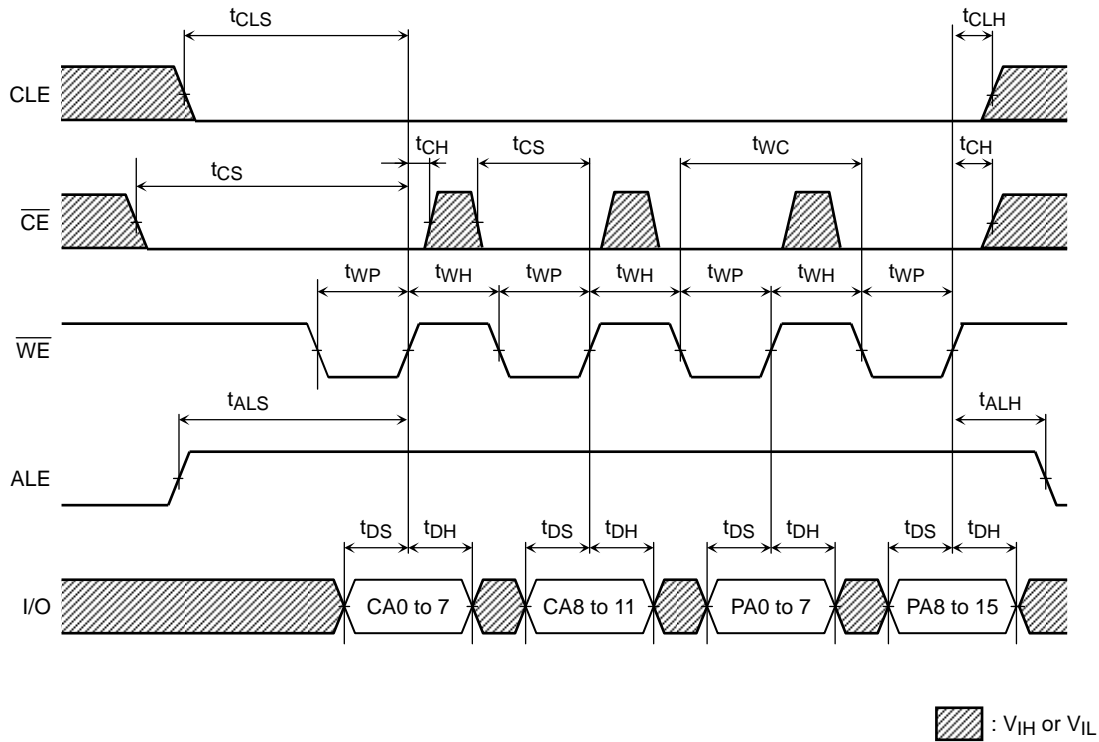 tCLS tCLH
CLE
tCH tCS tWC tCH
tCS
CE
tWP tWH tWP tWH tWP tWH tWP
WE
tALS tALH
ALE
tDS tDH tDS tDH tDS tDH tDS tDH
I/O CA0 to 7 CA8 to 11 PA0 to 7 PA8 to 15
: VIH or VIL